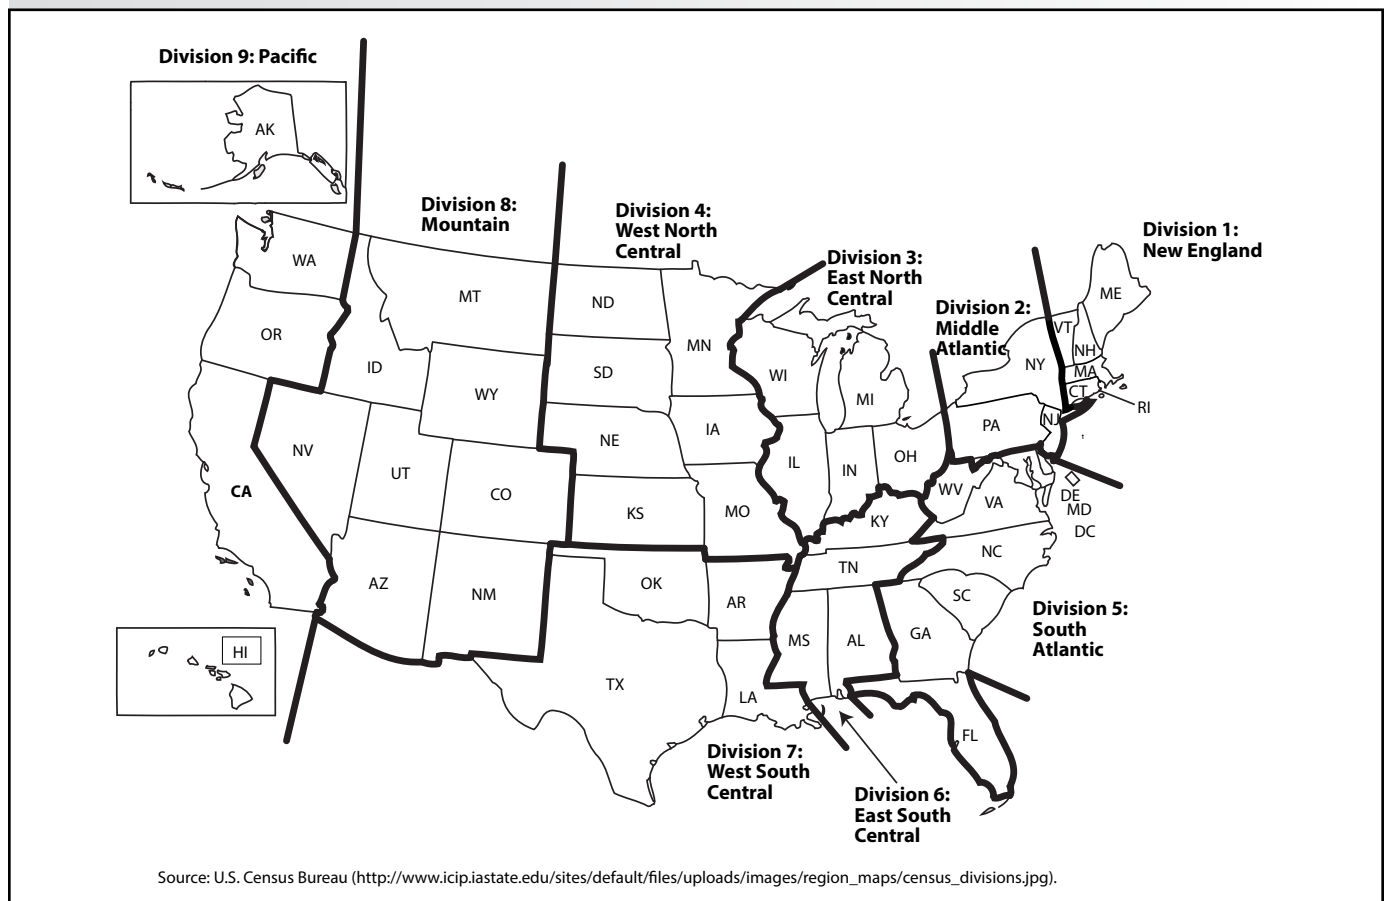 Division 9: Pacific
AK
Division 8:
Mountain
Division 4:
West North
Central
Division 3:
East North
Central
Division 2:
Middle
Atlantic
Division 1:
New England
WA
OR
CA
NV
ID
MT
WY
UT
CO
AZ
NM
ND
SD
NE
KS
MN
IA
MO
WI
MI
IL
IN
OH
NY
PA
NJ
VT
NH
ME
MA
CT
RI
WV
VA
DE
MD
DC
KY
TN
NC
SC
GA
FL
OK
AR
TX
LA
MS
AL
HI
Division 5:
South
Atlantic
Division 7:
West South
Central
Division 6:
East South
Central
Source: U.S. Census Bureau (http://www.icip.iastate.edu/sites/default/files/uploads/images/region_maps/census_divisions.jpg).